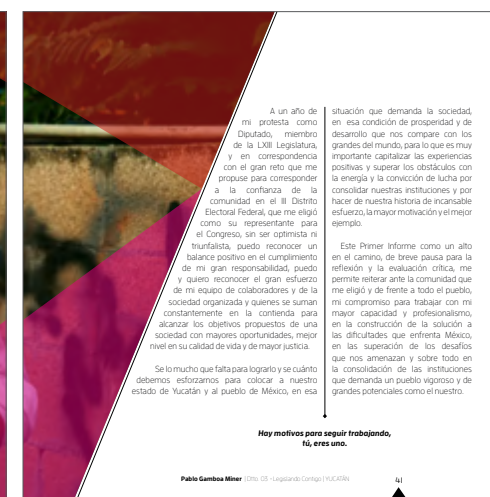 A un año de
mi protesta como
Diputado, miembro
de la LXIII Legislatura,
y en correspondencia
con el gran reto que me
propuse para corresponder
a la confianza de la
comunidad en el III Distrito
Electoral Federal, que me eligió
como su representante para
el Congreso, sin ser optimista ni
triunfalista, puedo reconocer un
balance positivo en el cumplimiento
de mi gran responsabilidad, puedo
y quiero reconocer el gran esfuerzo
de mi equipo de colaboradores y de la
sociedad organizada y quienes se suman
constantemente en la contienda para
alcanzar los objetivos propuestos de una
sociedad con mayores oportunidades, mejor
nivel en su calidad de vida y de mayor justicia.
Se lo mucho que falta para lograrlo y se cuánto
debemos esforzarnos para colocar a nuestro
estado de Yucatán y al pueblo de México, en esa
situación que demanda la sociedad,
en esa condición de prosperidad y de
desarrollo que nos compare con los
grandes del mundo, para lo que es muy
importante capitalizar las experiencias
positivas y superar los obstáculos con
la energía y la convicción de lucha por
consolidar nuestras instituciones y por
hacer de nuestra historia de incansable
esfuerzo, la mayor motivación y el mejor
ejemplo.
Este Primer Informe como un alto
en el camino, de breve pausa para la
reflexión y la evaluación crítica, me
permite reiterar ante la comunidad que
me eligió y de frente a todo el pueblo,
mi compromiso para trabajar con mi
mayor capacidad y profesionalismo,
en la construcción de la solución a
las dificultades que enfrenta México,
en las superación de los desafíos
que nos amenazan y sobre todo en
la consolidación de las instituciones
que demanda un pueblo vigoroso y de
grandes potenciales como el nuestro.
Hay motivos para seguir trabajando,
tú, eres uno.
Pablo Gamboa Miner | Dtto. 03 - Legislando Contigo | YUCATÁN
41